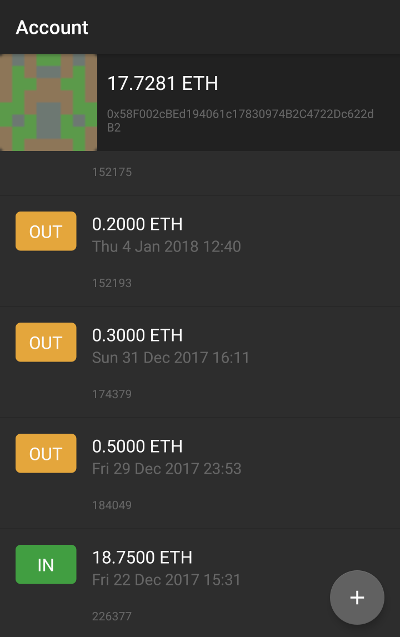 Account
17.7281 ETH
0x58F002cBEd194061c17830974B2C4722Dc622d
B2
152175
OUT
0.2000 ETH
Thu 4 Jan 2018 12:40
152193
OUT
0.3000 ETH
Sun 31 Dec 2017 16:11
174379
OUT
0.5000 ETH
Fri 29 Dec 2017 23:53
184049
IN
18.7500 ETH
Fri 22 Dec 2017 15:31
226377
+